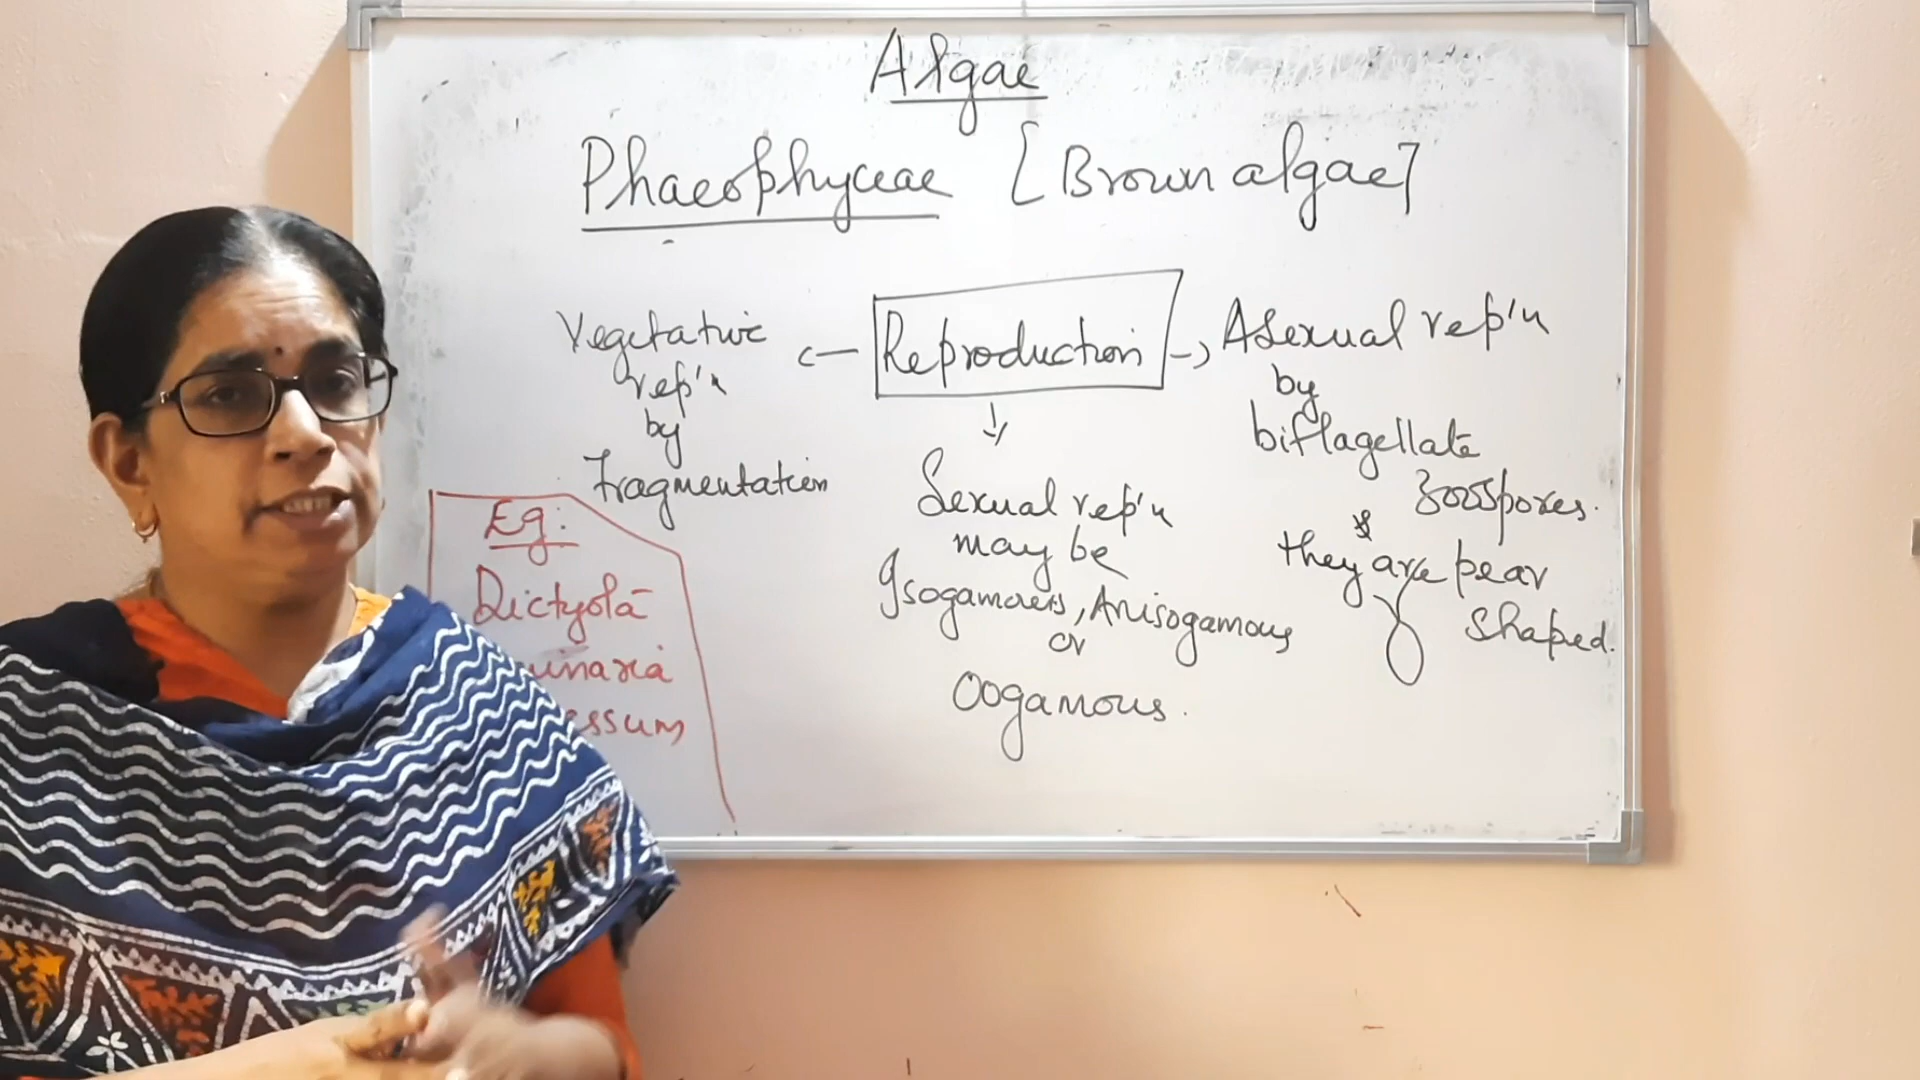 Algae
Phaeophyceae [Brown algae]
Reproduction
Vegetative
rep'n
by
Fragmentation
Asexual rep'n
by
biflagellate
zoospores.
they are pear
shaped.
Sexual rep'n
may be
Isogamous, Anisogamous
or
Oogamous.
Eg:
Dictyota